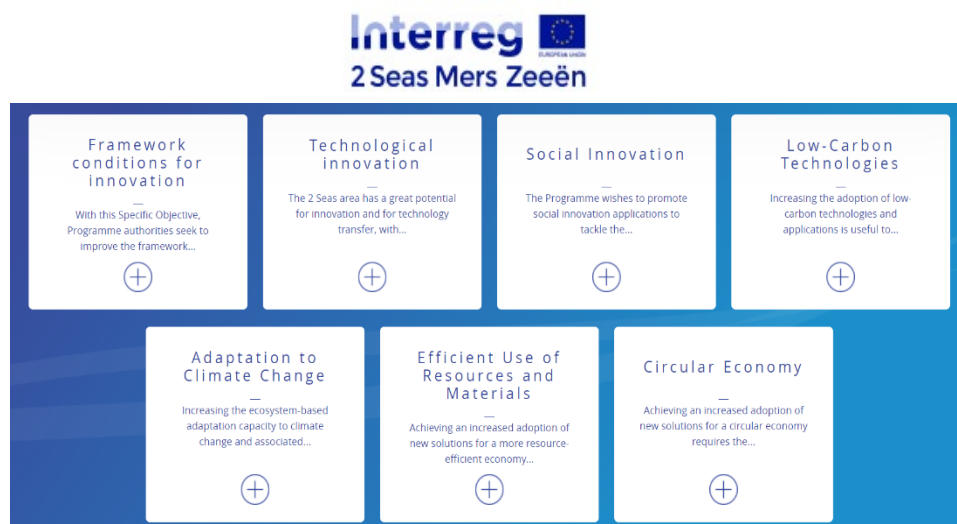 Interreg
EUROPEAN UNION
2 Seas Mers Zeeën
Framework
conditions for
innovation
With this Specific Objective,
Programme authorities seek to
improve the framework...
Technological
innovation
The 2 Seas area has a great potential
for innovation and for technology
transfer, with...
Social Innovation
The Programme wishes to promote
social innovation applications to
tackle the...
Low-Carbon
Technologies
Increasing the adoption of low-
carbon technologies and
applications is useful to...
Adaptation to
Climate Change
Increasing the ecosystem-based
adaptation capacity to climate
change and associated...
Efficient Use of
Resources and
Materials
Achieving an increased adoption of
new solutions for a more resource-
efficient economy...
Circular Economy
Achieving an increased adoption of
new solutions for a circular economy
requires the...